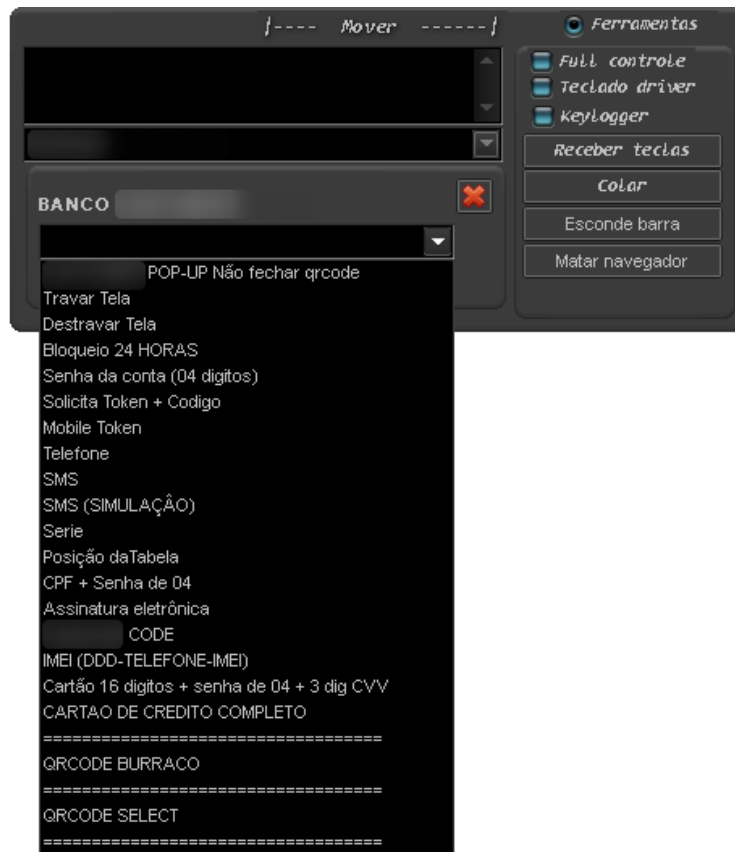 |---- Mover ------|
Ferramentas
Full controle
Teclado driver
Keylogger
Receber teclas
Colar
Esconde barra
Matar navegador
BANCO
POP-UP Não fechar qrcode
Travar Tela
Destravar Tela
Bloqueio 24 HORAS
Senha da conta (04 digitos)
Solicita Token + Codigo
Mobile Token
Telefone
SMS
SMS (SIMULAÇÂO)
Serie
Posição daTabela
CPF + Senha de 04
Assinatura eletrônica
CODE
IMEI (DDD-TELEFONE-IMEI)
Cartão 16 digitos + senha de 04 + 3 dig CVV
CARTAO DE CREDITO COMPLETO
===================================
QRCODE BURRACO
===================================
QRCODE SELECT
===================================